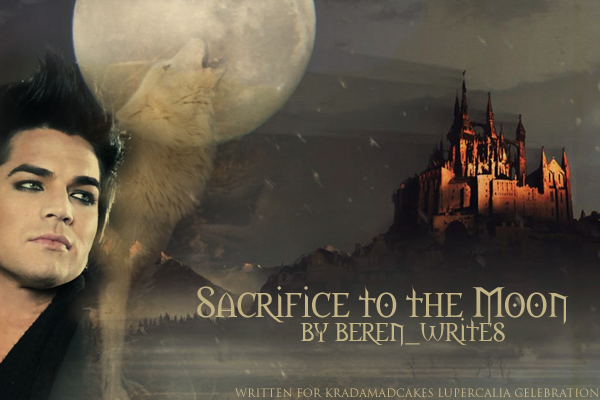 Sacrifice to the Moon
by beren_writes
written for kradamadcakes lupercalia celebration